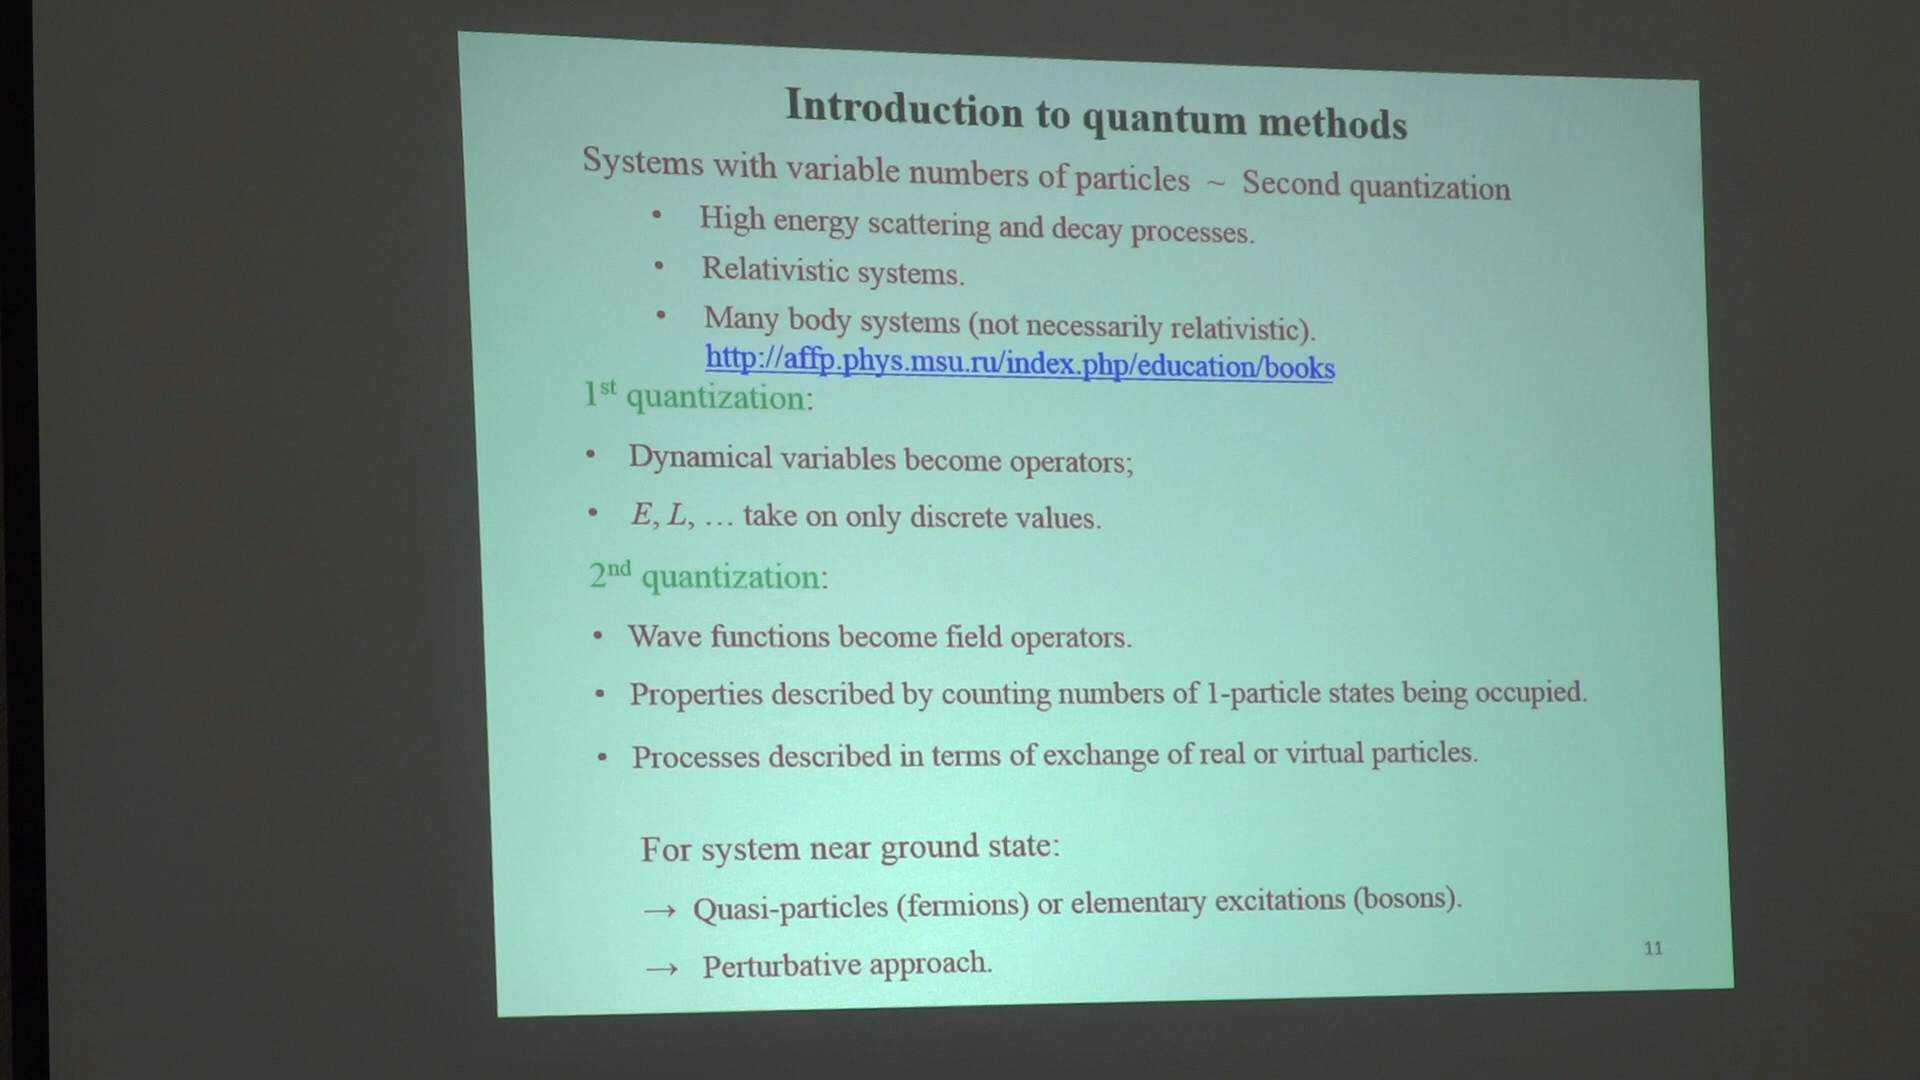 Introduction to quantum methods
Systems with variable numbers of particles ~ Second quantization
• High energy scattering and decay processes.
• Relativistic systems.
• Many body systems (not necessarily relativistic).
http://affp.phys.msu.ru/index.php/education/books
1st quantization:
• Dynamical variables become operators;
• E, L, … take on only discrete values.
2nd quantization:
• Wave functions become field operators.
• Properties described by counting numbers of 1-particle states being occupied.
• Processes described in terms of exchange of real or virtual particles.
For system near ground state:
→ Quasi-particles (fermions) or elementary excitations (bosons).
→ Perturbative approach.
11